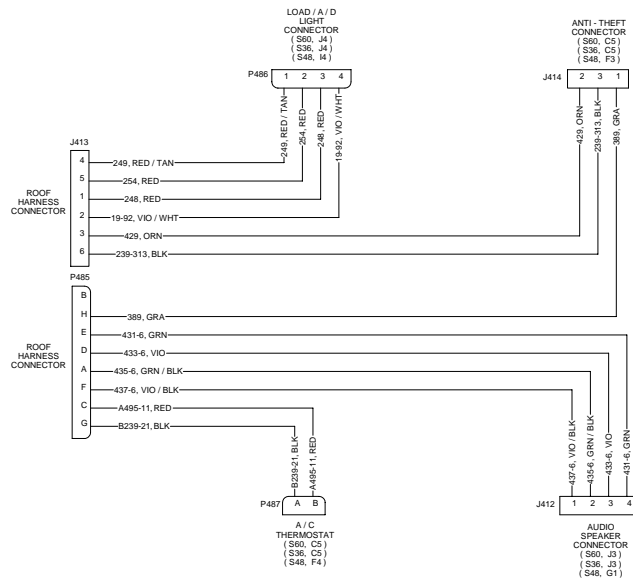 LOAD / A / D
LIGHT
CONNECTOR
( S60, J4 )
( S36, J4 )
( S48, I4 )
P486
1 2 3 4
249, RED / TAN
254, RED
248, RED
19-92, VIO / WHT
ANTI - THEFT
CONNECTOR
( S60, C5 )
( S36, C5 )
( S48, F3 )
J414
2 3 1
429, ORN
239-313, BLK
389, GRA
J413
ROOF
HARNESS
CONNECTOR
4 249, RED / TAN
5 254, RED
1 248, RED
2 19-92, VIO / WHT
3 429, ORN
6 239-313, BLK
P485
ROOF
HARNESS
CONNECTOR
B
H 389, GRA
E 431-6, GRN
D 433-6, VIO
A 435-6, GRN / BLK
F 437-6, VIO / BLK
C A495-11, RED
G B239-21, BLK
B239-21, BLK
A495-11, RED
P487
A B
A / C
THERMOSTAT
( S60, C5 )
( S36, C5 )
( S48, F4 )
437-6, VIO / BLK
435-6, GRN / BLK
433-6, VIO
431-6, GRN
J412
1 2 3 4
AUDIO
SPEAKER
CONNECTOR
( S60, J3 )
( S36, J3 )
( S48, G1 )